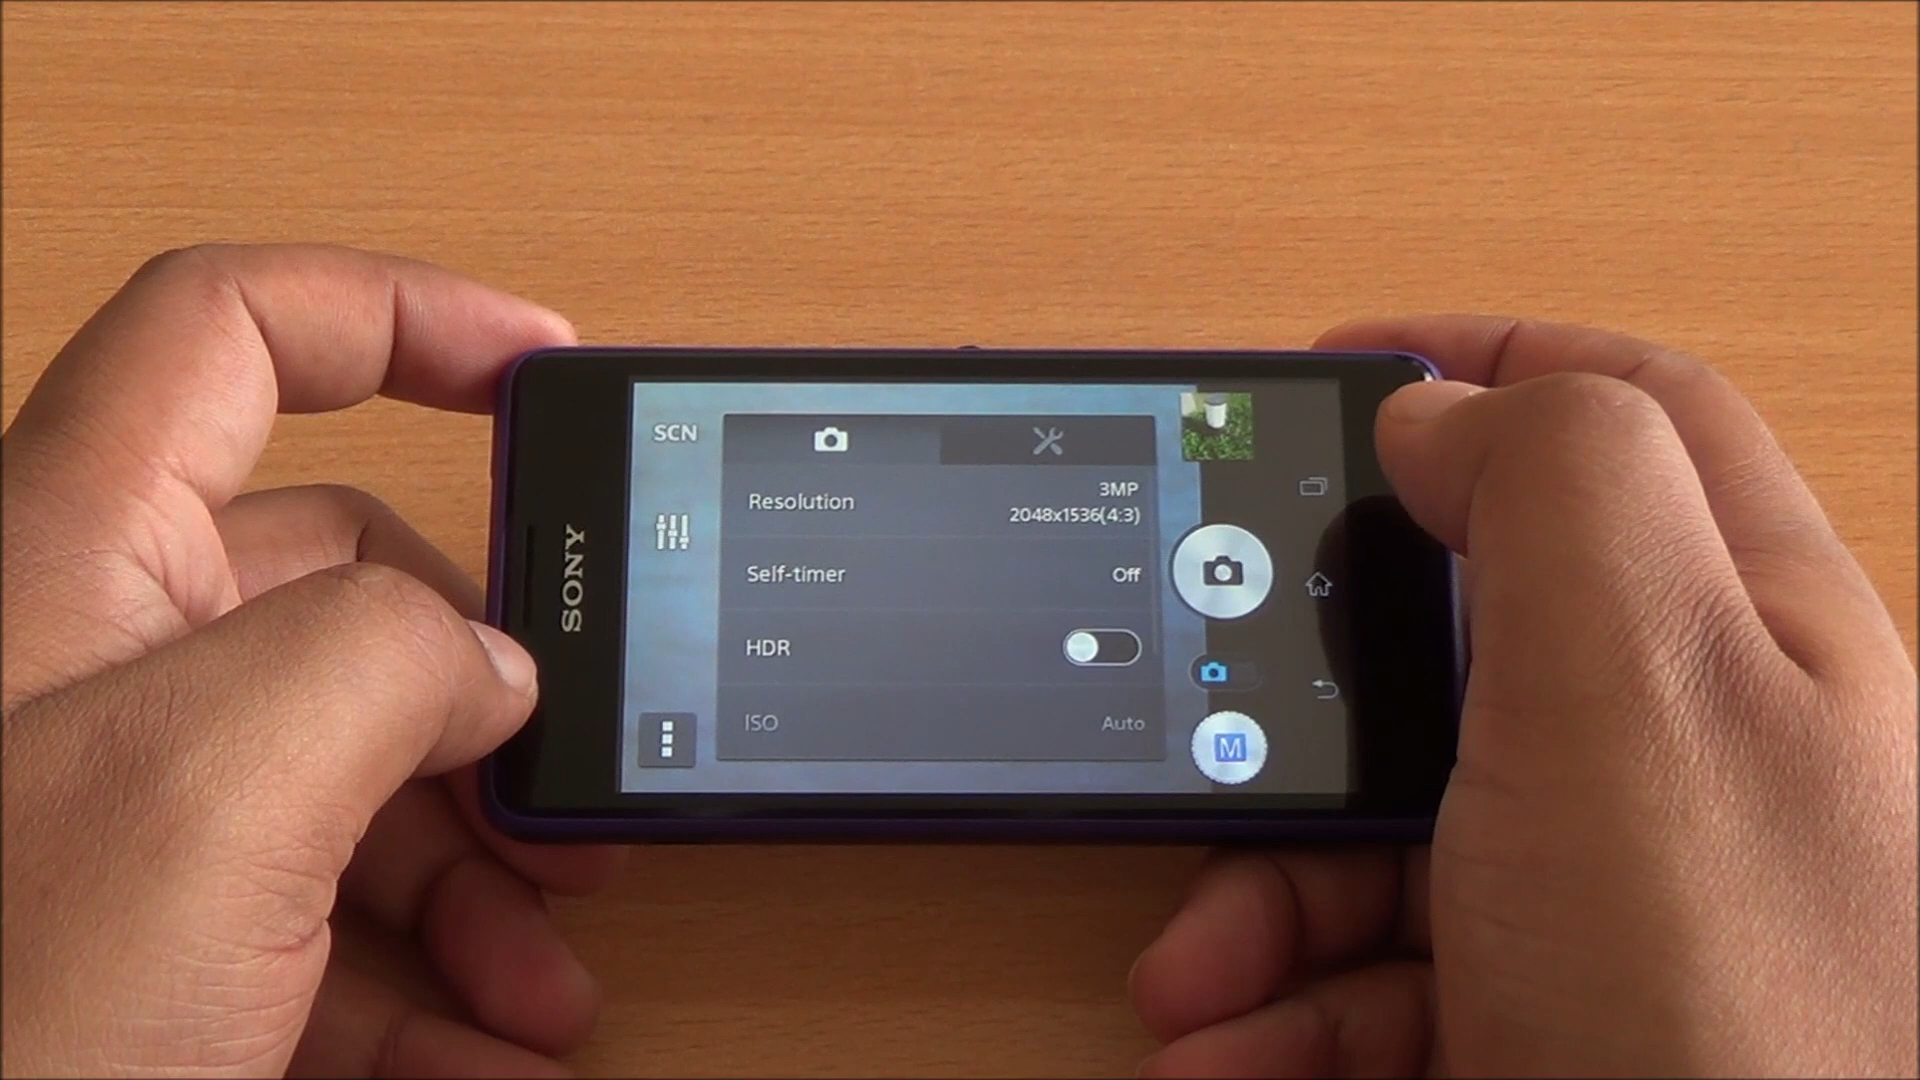 SONY
SCN
Resolution
3MP
2048x1536(4:3)
Self-timer
Off
HDR
ISO
Auto
M